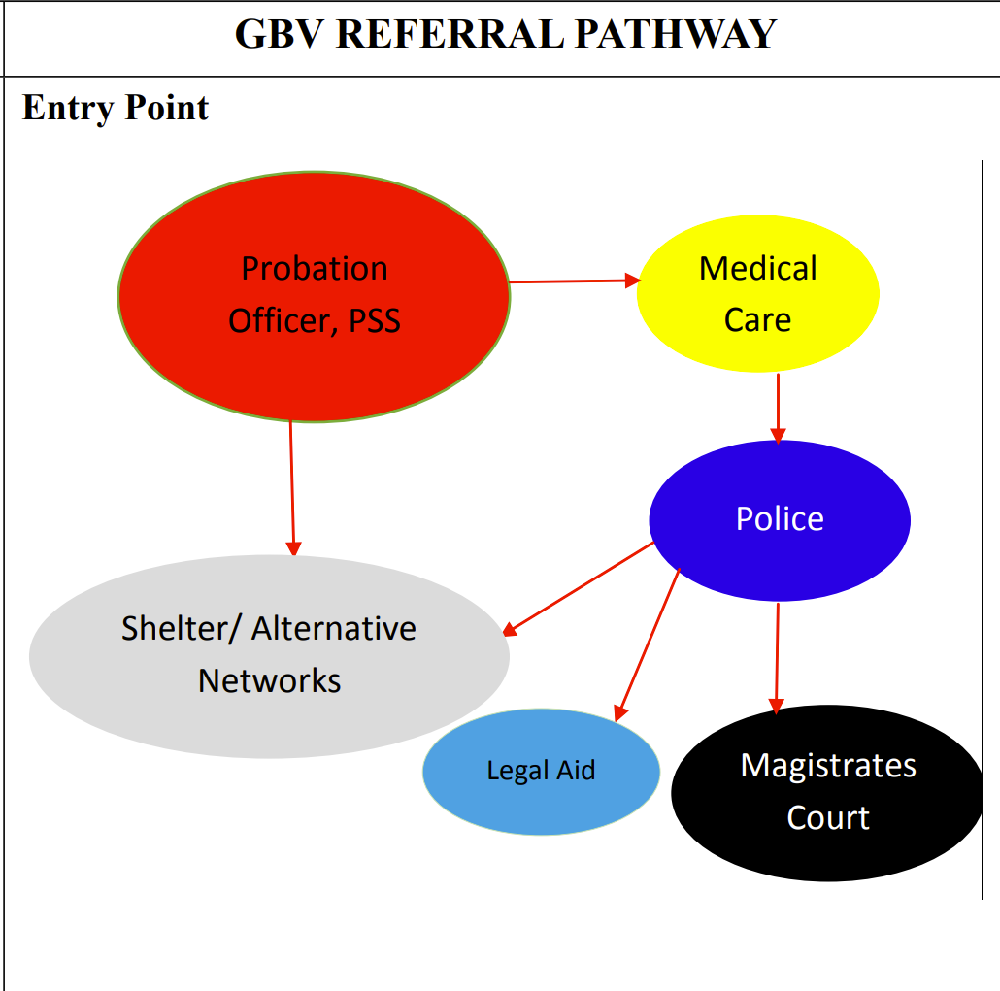 GBV REFERRAL PATHWAY
Entry Point
Probation
Officer, PSS
Medical
Care
Police
Shelter/ Alternative
Networks
Legal Aid
Magistrates
Court